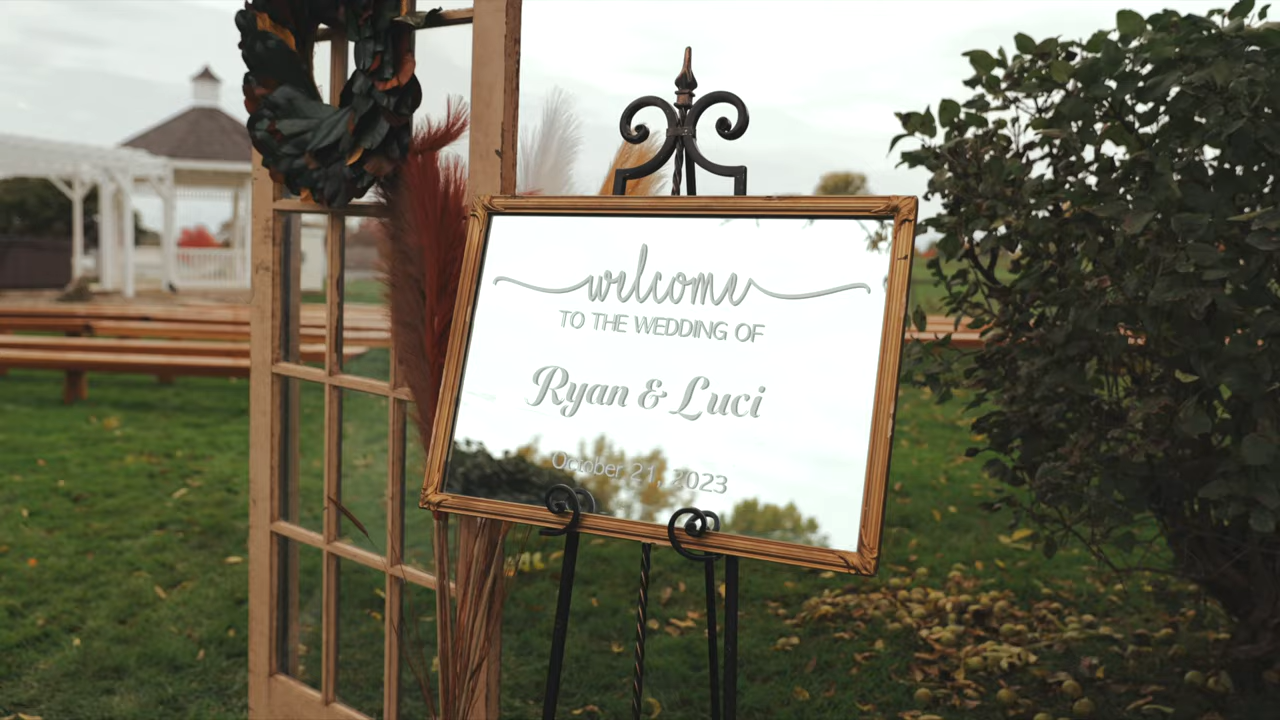 welcome
TO THE WEDDING OF
Ryan & Luci
October 21, 2023